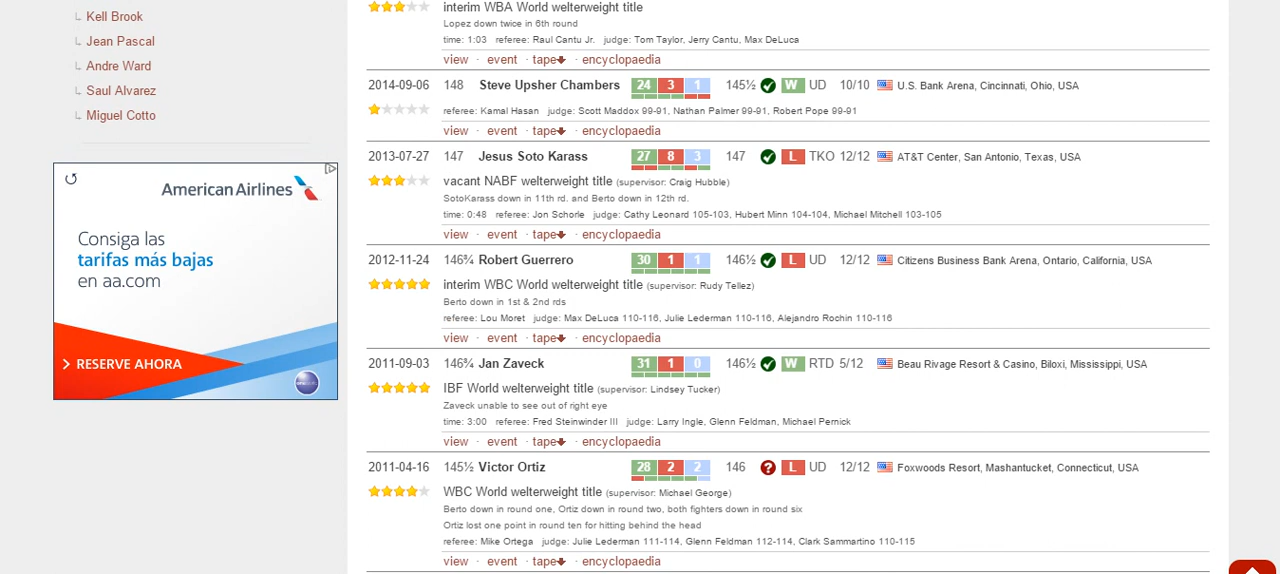 Kell Brook
Jean Pascal
Andre Ward
Saul Alvarez
Miguel Cotto
American Airlines
Consiga las
tarifas más bajas
en aa.com
RESERVE AHORA
interim WBA World welterweight title
Lopez down twice in 6th round
time: 1:03 referee: Raul Cantu Jr. judge: Tom Taylor, Jerry Cantu, Max DeLuca
view · event · tape · encyclopaedia
2014-09-06 148 Steve Upsher Chambers 24 3 1 145½ W UD 10/10 U.S. Bank Arena, Cincinnati, Ohio, USA
referee: Kamal Hasan judge: Scott Maddox 99-91, Nathan Palmer 99-91, Robert Pope 99-91
view · event · tape · encyclopaedia
2013-07-27 147 Jesus Soto Karass 27 8 3 147 L TKO 12/12 AT&T Center, San Antonio, Texas, USA
vacant NABF welterweight title (supervisor: Craig Hubble)
SotoKarass down in 11th rd. and Berto down in 12th rd.
time: 0:48 referee: Jon Schorle judge: Cathy Leonard 105-103, Hubert Minn 104-104, Michael Mitchell 103-105
view · event · tape · encyclopaedia
2012-11-24 146¾ Robert Guerrero 30 1 1 146½ L UD 12/12 Citizens Business Bank Arena, Ontario, California, USA
interim WBC World welterweight title (supervisor: Rudy Tellez)
Berto down in 1st & 2nd rds
referee: Lou Moret judge: Max DeLuca 110-116, Julie Lederman 110-116, Alejandro Rochin 110-116
view · event · tape · encyclopaedia
2011-09-03 146¾ Jan Zaveck 31 1 0 146½ W RTD 5/12 Beau Rivage Resort & Casino, Biloxi, Mississippi, USA
IBF World welterweight title (supervisor: Lindsey Tucker)
Zaveck unable to see out of right eye
time: 3:00 referee: Fred Steinwinder III judge: Larry Ingle, Glenn Feldman, Michael Pernick
view · event · tape · encyclopaedia
2011-04-16 145½ Victor Ortiz 28 2 2 146 ? L UD 12/12 Foxwoods Resort, Mashantucket, Connecticut, USA
WBC World welterweight title (supervisor: Michael George)
Berto down in round one, Ortiz down in round two, both fighters down in round six
Ortiz lost one point in round ten for hitting behind the head
referee: Mike Ortega judge: Julie Lederman 111-114, Glenn Feldman 112-114, Clark Sammartino 110-115
view · event · tape · encyclopaedia